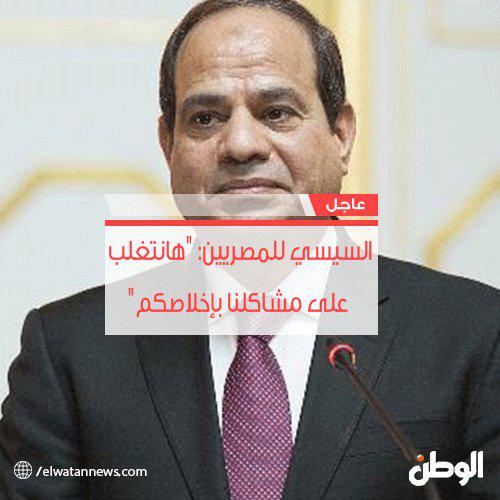 عاجل
السيسي للمصريين: "هانتغلب
على مشاكلنا بإخلاصكم"
الوطن
/elwatannews.com